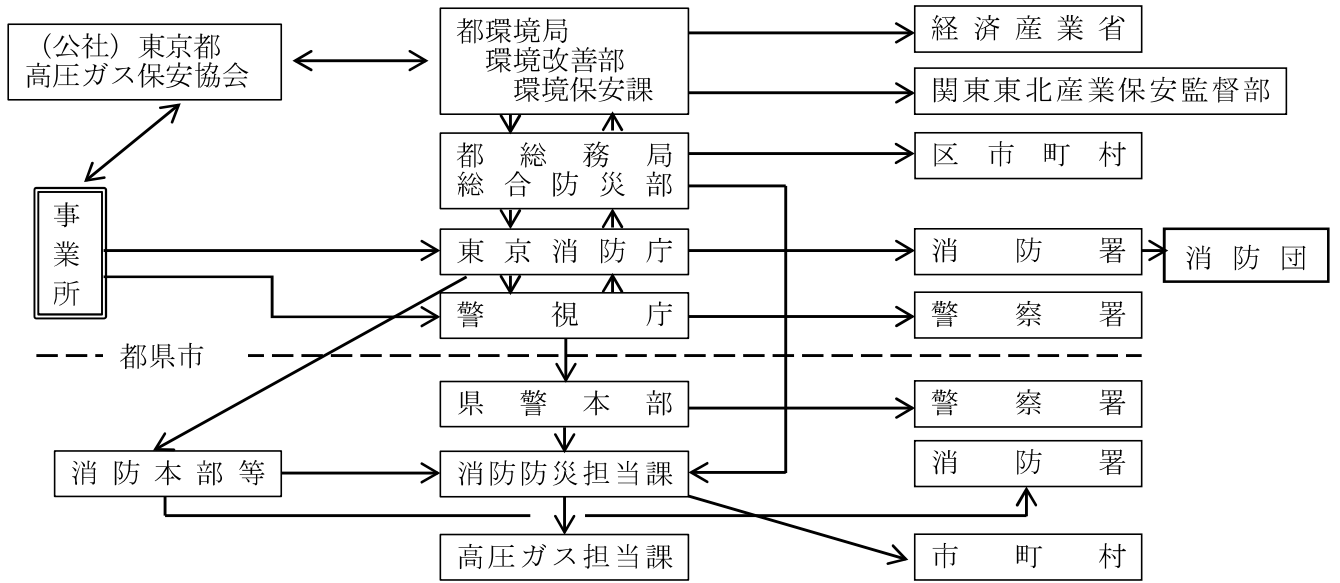 （公社）東京都
高圧ガス保安協会
都環境局
環境改善部
環境保安課
経済産業省
関東東北産業保安監督部
都総務局
総合防災部
区市町村
事業所
東京消防庁
消防署
消防団
警視庁
警察署
都県市
県警本部
警察署
消防本部等
消防防災担当課
消防署
高圧ガス担当課
市町村